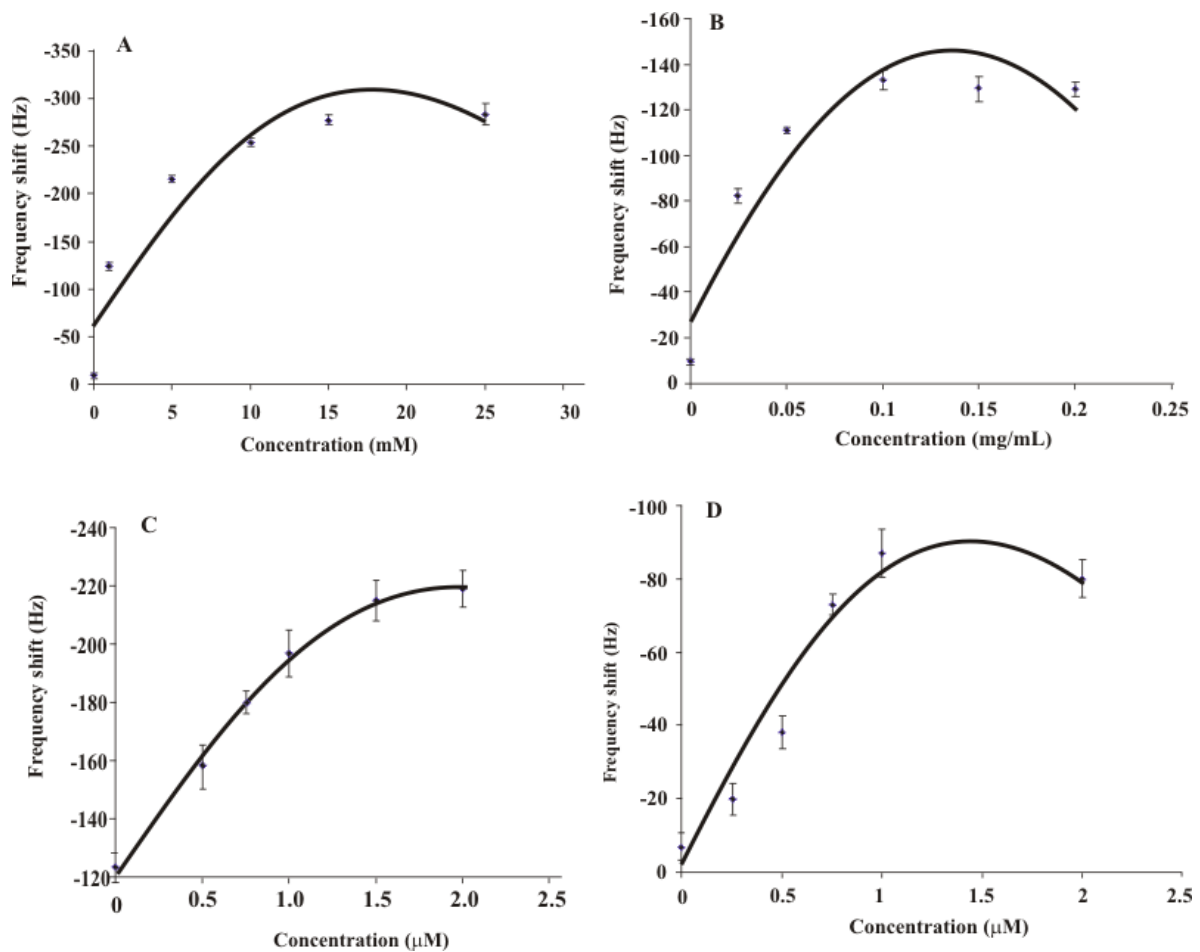 A
-350
-300
-250
-200
-150
-100
-50
0
Frequency shift (Hz)
0 5 10 15 20 25 30
Concentration (mM)
B
-160
-140
-120
-100
-80
-60
-40
-20
0
Frequency shift (Hz)
0 0.05 0.1 0.15 0.2 0.25
Concentration (mg/mL)
C
-240
-220
-200
-180
-160
-140
-120
Frequency shift (Hz)
0 0.5 1.0 1.5 2.0
Concentration (μM)
D
-100
-80
-60
-40
-20
0
Frequency shift (Hz)
0 0.5 1 1.5 2 2.5
Concentration (μM)